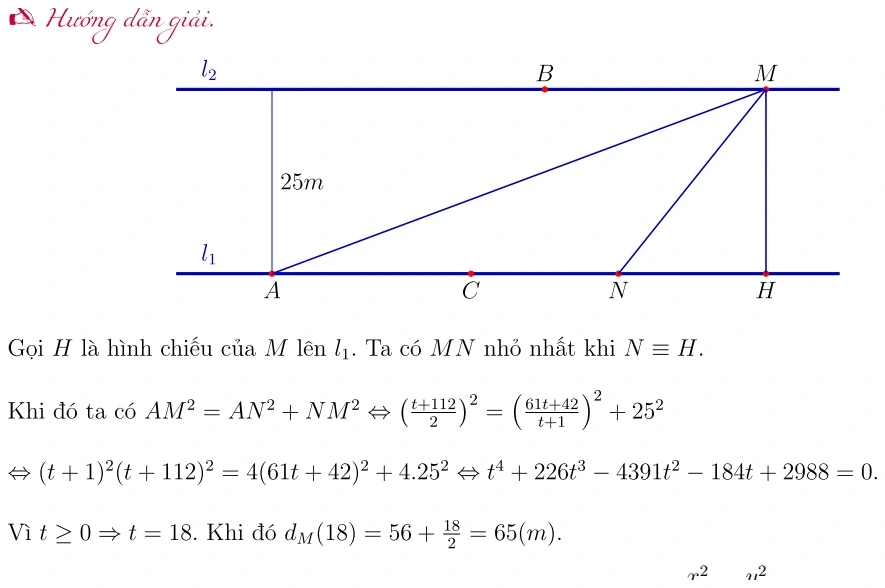 Hướng dẫn giải.
l₂ B M
25m
l₁
A C N H
Gọi H là hình chiếu của M lên l₁. Ta có MN nhỏ nhất khi N ≡ H.
Khi đó ta có AM² = AN² + NM² ⇔ ((t+112)/2)² = ((61t+42)/(t+1))² + 25²
⇔ (t + 1)²(t + 112)² = 4(61t + 42)² + 4.25² ⇔ t⁴ + 226t³ − 4391t² − 184t + 2988 = 0.
Vì t ≥ 0 ⇒ t = 18. Khi đó d_M(18) = 56 + 18/2 = 65(m).